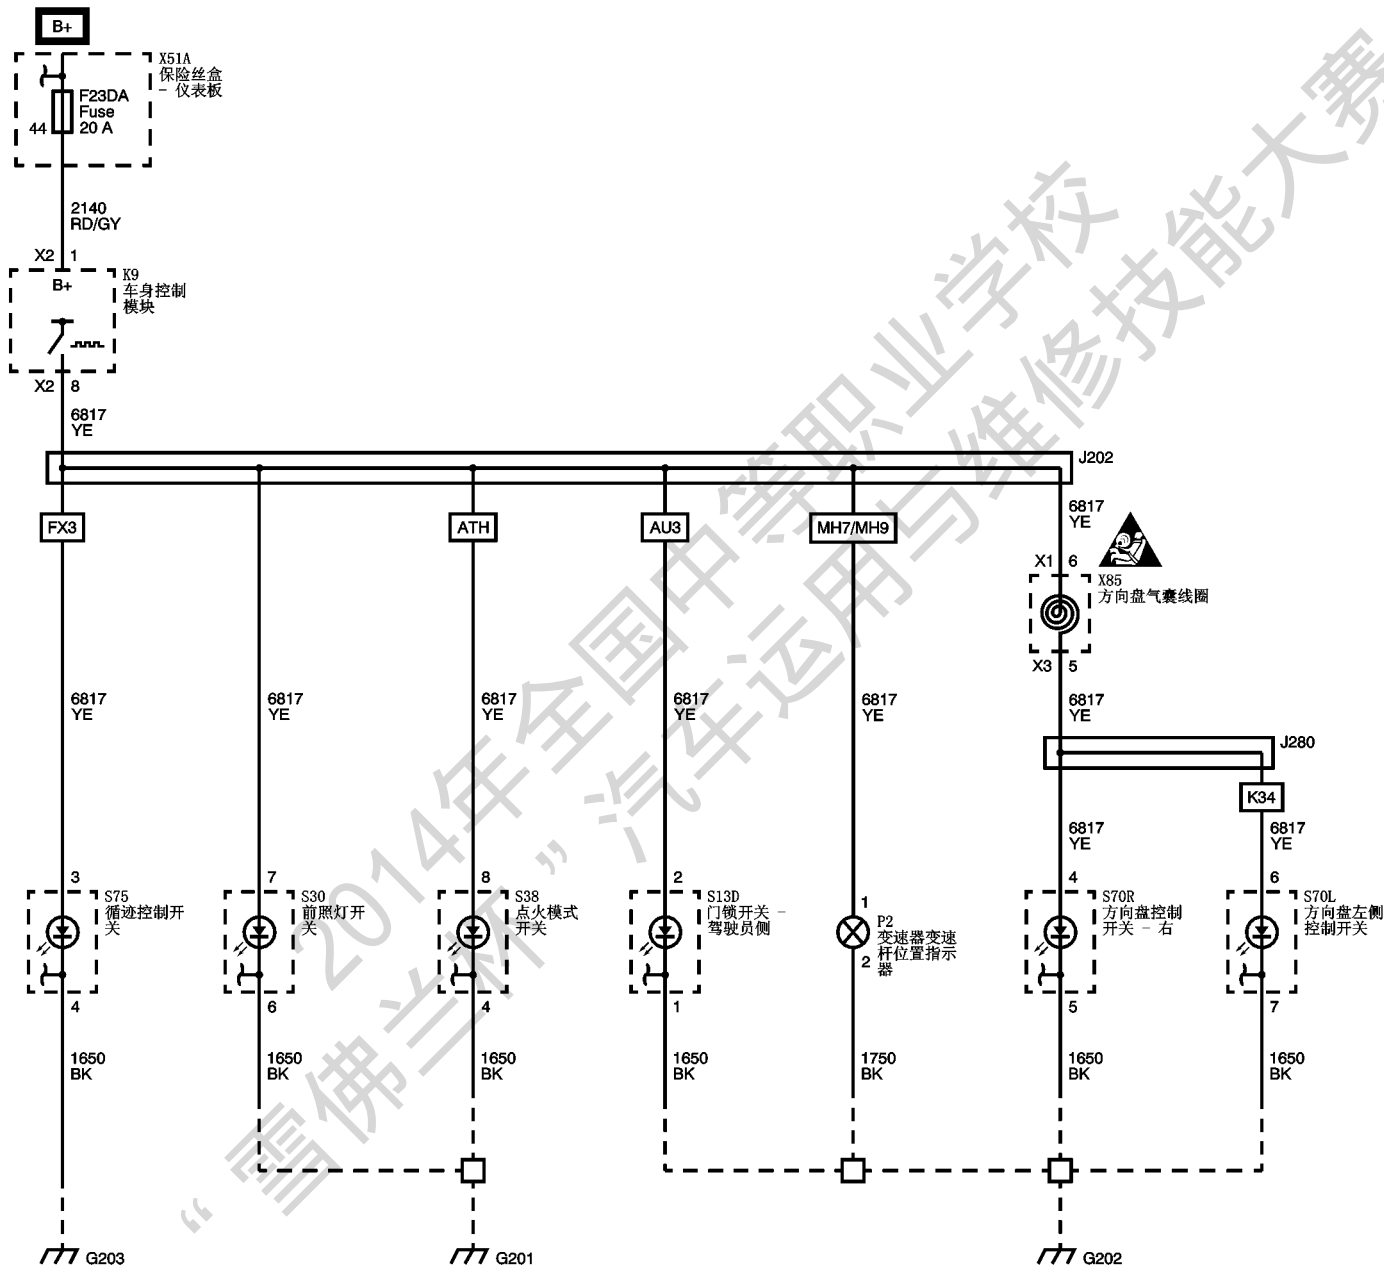 B+
X51A
保险丝盒
- 仪表板
F23DA
Fuse
20 A
44
2140
RD/GY
X2 1
K9
车身控制
模块
B+
X2 8
6817
YE
J202
FX3
ATH
AU3
MH7/MH9
6817
YE
X1 6
X85
方向盘气囊线圈
X3 5
6817
YE
6817
YE
6817
YE
6817
YE
6817
YE
6817
YE
J280
K34
6817
YE
6817
YE
3
S75
循迹控制开
关
4
7
S30
前照灯开
关
6
8
S38
点火模式
开关
4
2
S13D
门锁开关 -
驾驶员侧
1
1
P2
变速器变速
杆位置指示
器
2
4
S70R
方向盘控制
开关 - 右
5
6
S70L
方向盘左侧
控制开关
7
1650
BK
1650
BK
1650
BK
1650
BK
1750
BK
1650
BK
1650
BK
G203
G201
G202
2014年全国中等职业学校
“雪佛兰杯”汽车运用与维修技能大赛